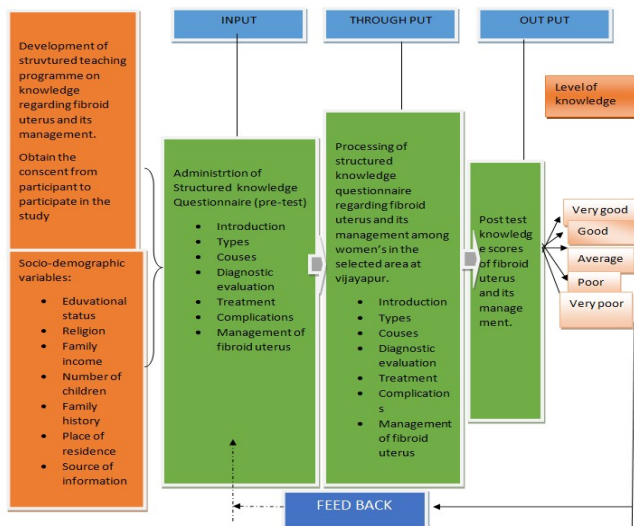 Development of
struvtured teaching
programme on
knowledge regarding fibroid
uterus and its
management.
Obtain the
conscent from
participant to
participate in the
study
Socio-demographic
variables:
• Eduvational
status
• Religion
• Family
income
• Number of
children
• Family
history
• Place of
residence
• Source of
information
INPUT
Administrtion of
Structured knowledge
Questionnaire (pre-test)
• Introduction
• Types
• Couses
• Diagnostic
evaluation
• Treatment
• Complications
• Management of
fibroid uterus
THROUGH PUT
Processing of
structured
knowledge
questionnaire
regarding fibroid
uterus and its
management among
women's in the
selected area at
vijayapur.
• Introduction
• Types
• Couses
• Diagnostic
evaluation
• Treatment
• Complication
s
• Management
of fibroid
uterus
OUT PUT
Post test
knowled
ge scores
of fibroid
uterus
and its
manage
ment.
Level of
knowledge
Very good
Good
Average
Poor
Very poor
FEED BACK